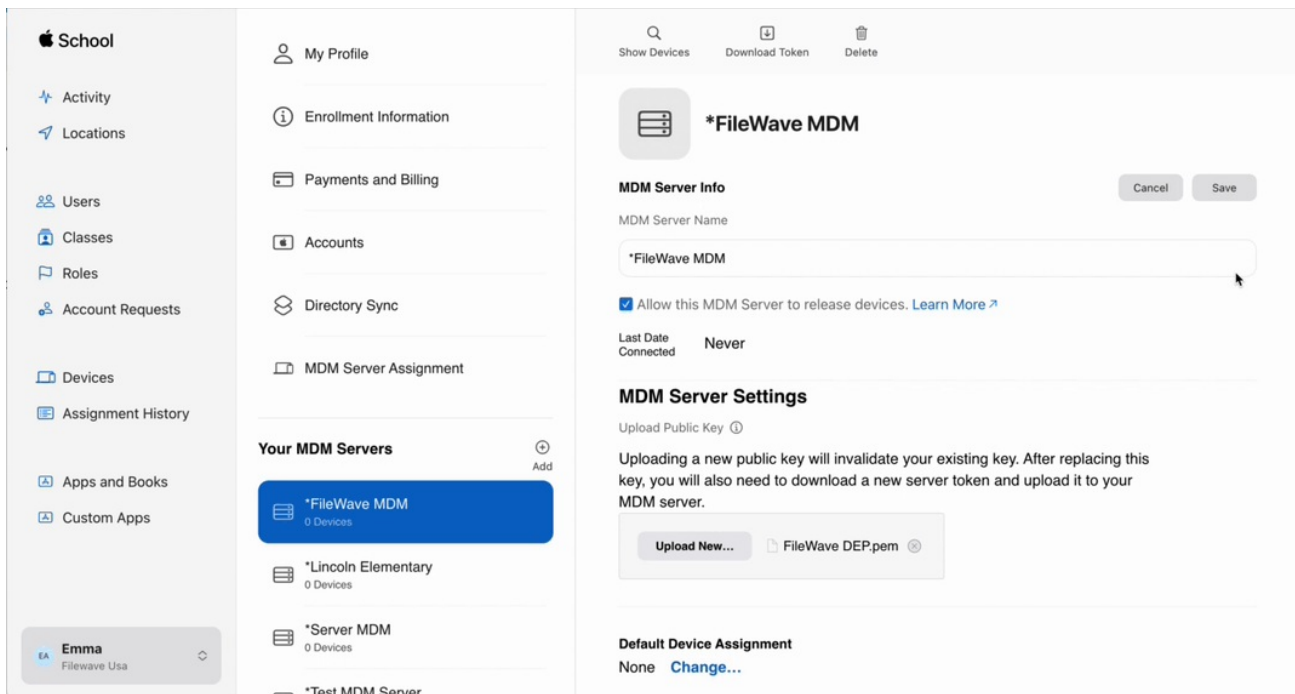 School
Activity
Locations
Users
Classes
Roles
Account Requests
Devices
Assignment History
Apps and Books
Custom Apps
EA
Emma
Filewave Usa
My Profile
Enrollment Information
Payments and Billing
Accounts
Directory Sync
MDM Server Assignment
Your MDM Servers
Add
*FileWave MDM
0 Devices
*Lincoln Elementary
0 Devices
*Server MDM
0 Devices
*Test MDM Server
Show Devices
Download Token
Delete
*FileWave MDM
MDM Server Info
Cancel
Save
MDM Server Name
*FileWave MDM
Allow this MDM Server to release devices. Learn More↗
Last Date
Connected
Never
MDM Server Settings
Upload Public Key
Uploading a new public key will invalidate your existing key. After replacing this
key, you will also need to download a new server token and upload it to your
MDM server.
Upload New...
FileWave DEP.pem
Default Device Assignment
None Change...